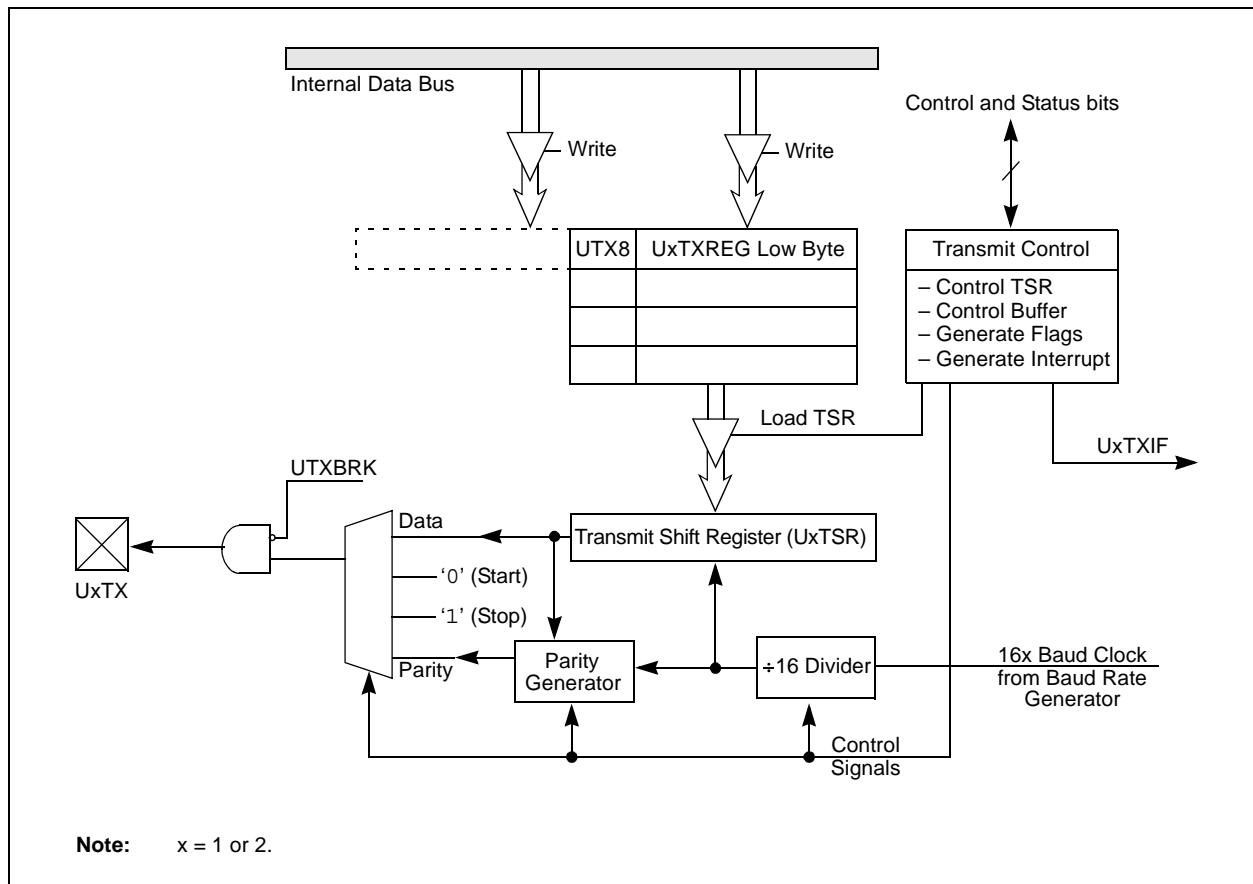 Internal Data Bus
Control and Status bits
Write
Write
UTX8
UxTXREG Low Byte
Transmit Control
– Control TSR
– Control Buffer
– Generate Flags
– Generate Interrupt
Load TSR
UxTXIF
UTXBRK
Data
Transmit Shift Register (UxTSR)
UxTX
‘0’ (Start)
‘1’ (Stop)
Parity
Parity
Generator
÷16 Divider
16x Baud Clock
from Baud Rate
Generator
Control
Signals
Note: x = 1 or 2.